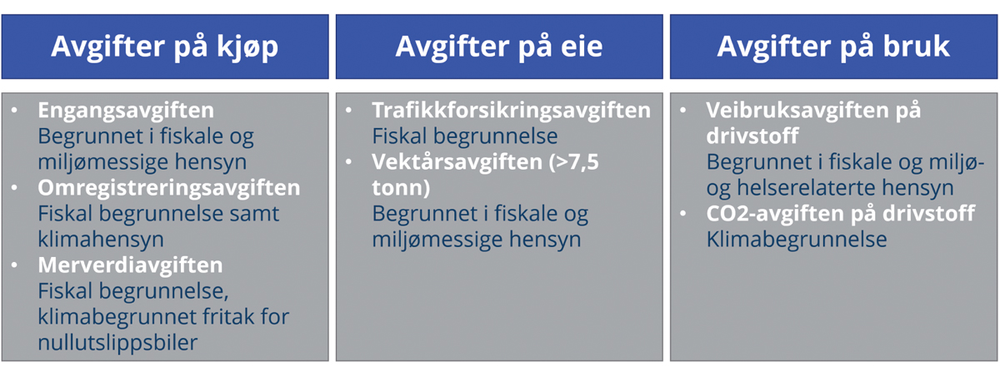 Avgifter på kjøp
• Engangsavgiften
Begrunnet i fiskale og
miljømessige hensyn
• Omregistreringsavgiften
Fiskal begrunnelse samt
klimahensyn
• Merverdiavgiften
Fiskal begrunnelse,
klimabegrunnet fritak for
nullutslippsbiler
Avgifter på eie
• Trafikkforsikringsavgiften
Fiskal begrunnelse
• Vektårsavgiften (>7,5
tonn)
Begrunnet i fiskale og
miljømessige hensyn
Avgifter på bruk
• Veibruksavgiften på
drivstoff
Begrunnet i fiskale og miljø-
og helserelaterte hensyn
• CO2-avgiften på drivstoff
Klimabegrunnelse